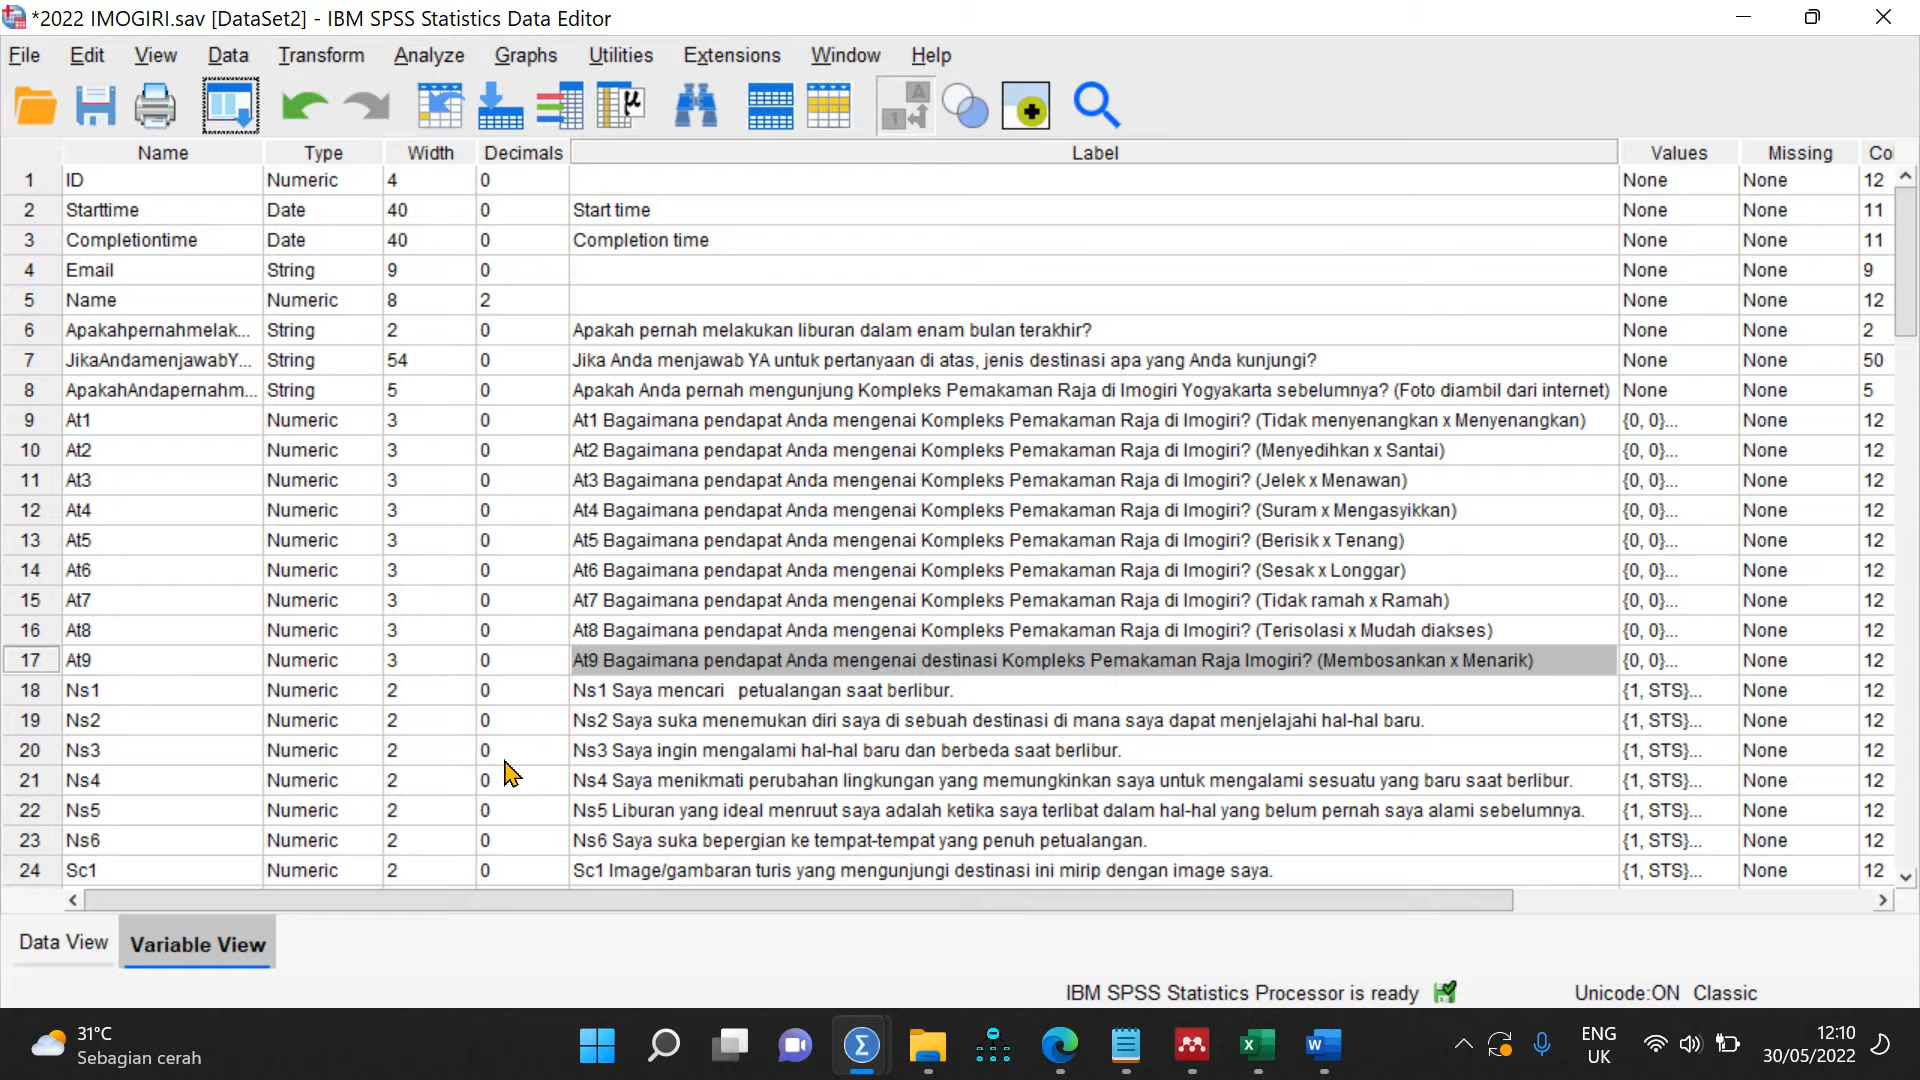 *2022 IMOGIRI.sav [DataSet2] - IBM SPSS Statistics Data Editor
File Edit View Data Transform Analyze Graphs Utilities Extensions Window Help
Name Type Width Decimals Label Values Missing Col
1 ID Numeric 4 0 None None 12
2 Starttime Date 40 0 Start time None None 11
3 Completiontime Date 40 0 Completion time None None 11
4 Email String 9 0 None None 9
5 Name Numeric 8 2 None None 12
6 Apakahpernahmelak... String 2 0 Apakah pernah melakukan liburan dalam enam bulan terakhir? None None 2
7 JikaAndamenjawabY... String 54 0 Jika Anda menjawab YA untuk pertanyaan di atas, jenis destinasi apa yang Anda kunjungi? None None 50
8 ApakahAndapernahm... String 5 0 Apakah Anda pernah mengunjung Kompleks Pemakaman Raja di Imogiri Yogyakarta sebelumnya? (Foto diambil dari internet) None None 5
9 At1 Numeric 3 0 At1 Bagaimana pendapat Anda mengenai Kompleks Pemakaman Raja di Imogiri? (Tidak menyenangkan x Menyenangkan) {0, 0}... None 12
10 At2 Numeric 3 0 At2 Bagaimana pendapat Anda mengenai Kompleks Pemakaman Raja di Imogiri? (Menyedihkan x Santai) {0, 0}... None 12
11 At3 Numeric 3 0 At3 Bagaimana pendapat Anda mengenai Kompleks Pemakaman Raja di Imogiri? (Jelek x Menawan) {0, 0}... None 12
12 At4 Numeric 3 0 At4 Bagaimana pendapat Anda mengenai Kompleks Pemakaman Raja di Imogiri? (Suram x Mengasyikkan) {0, 0}... None 12
13 At5 Numeric 3 0 At5 Bagaimana pendapat Anda mengenai Kompleks Pemakaman Raja di Imogiri? (Berisik x Tenang) {0, 0}... None 12
14 At6 Numeric 3 0 At6 Bagaimana pendapat Anda mengenai Kompleks Pemakaman Raja di Imogiri? (Sesak x Longgar) {0, 0}... None 12
15 At7 Numeric 3 0 At7 Bagaimana pendapat Anda mengenai Kompleks Pemakaman Raja di Imogiri? (Tidak ramah x Ramah) {0, 0}... None 12
16 At8 Numeric 3 0 At8 Bagaimana pendapat Anda mengenai Kompleks Pemakaman Raja di Imogiri? (Terisolasi x Mudah diakses) {0, 0}... None 12
17 At9 Numeric 3 0 At9 Bagaimana pendapat Anda mengenai destinasi Kompleks Pemakaman Raja Imogiri? (Membosankan x Menarik) {0, 0}... None 12
18 Ns1 Numeric 2 0 Ns1 Saya mencari petualangan saat berlibur. {1, STS}... None 12
19 Ns2 Numeric 2 0 Ns2 Saya suka menemukan diri saya di sebuah destinasi di mana saya dapat menjelajahi hal-hal baru. {1, STS}... None 12
20 Ns3 Numeric 2 0 Ns3 Saya ingin mengalami hal-hal baru dan berbeda saat berlibur. {1, STS}... None 12
21 Ns4 Numeric 2 0 Ns4 Saya menikmati perubahan lingkungan yang memungkinkan saya untuk mengalami sesuatu yang baru saat berlibur. {1, STS}... None 12
22 Ns5 Numeric 2 0 Ns5 Liburan yang ideal menruut saya adalah ketika saya terlibat dalam hal-hal yang belum pernah saya alami sebelumnya. {1, STS}... None 12
23 Ns6 Numeric 2 0 Ns6 Saya suka bepergian ke tempat-tempat yang penuh petualangan. {1, STS}... None 12
24 Sc1 Numeric 2 0 Sc1 Image/gambaran turis yang mengunjungi destinasi ini mirip dengan image saya. {1, STS}... None 12
Data View Variable View
IBM SPSS Statistics Processor is ready Unicode:ON Classic
31°C
Sebagian cerah
ENG
UK
12:10
30/05/2022